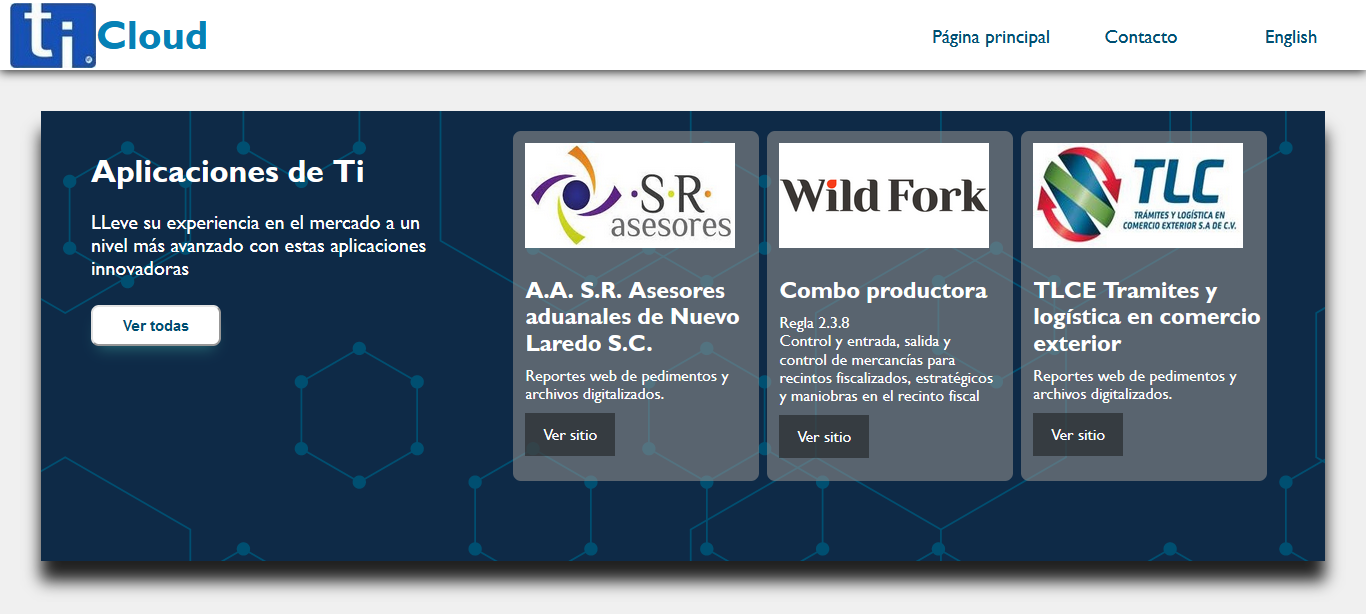 ti Cloud
Página principal
Contacto
English
Aplicaciones de Ti
LLeve su experiencia en el mercado a un
nivel más avanzado con estas aplicaciones
innovadoras
Ver todas
·S·R·
asesores
A.A. S.R. Asesores
aduanales de Nuevo
Laredo S.C.
Reportes web de pedimentos y
archivos digitalizados.
Ver sitio
Wild Fork
Combo productora
Regla 2.3.8
Control y entrada, salida y
control de mercancías para
recintos fiscalizados, estratégicos
y maniobras en el recinto fiscal
Ver sitio
TLC
TRÁMITES Y LOGÍSTICA EN
COMERCIO EXTERIOR S.A DE C.V.
TLCE Tramites y
logística en comercio
exterior
Reportes web de pedimentos y
archivos digitalizados.
Ver sitio